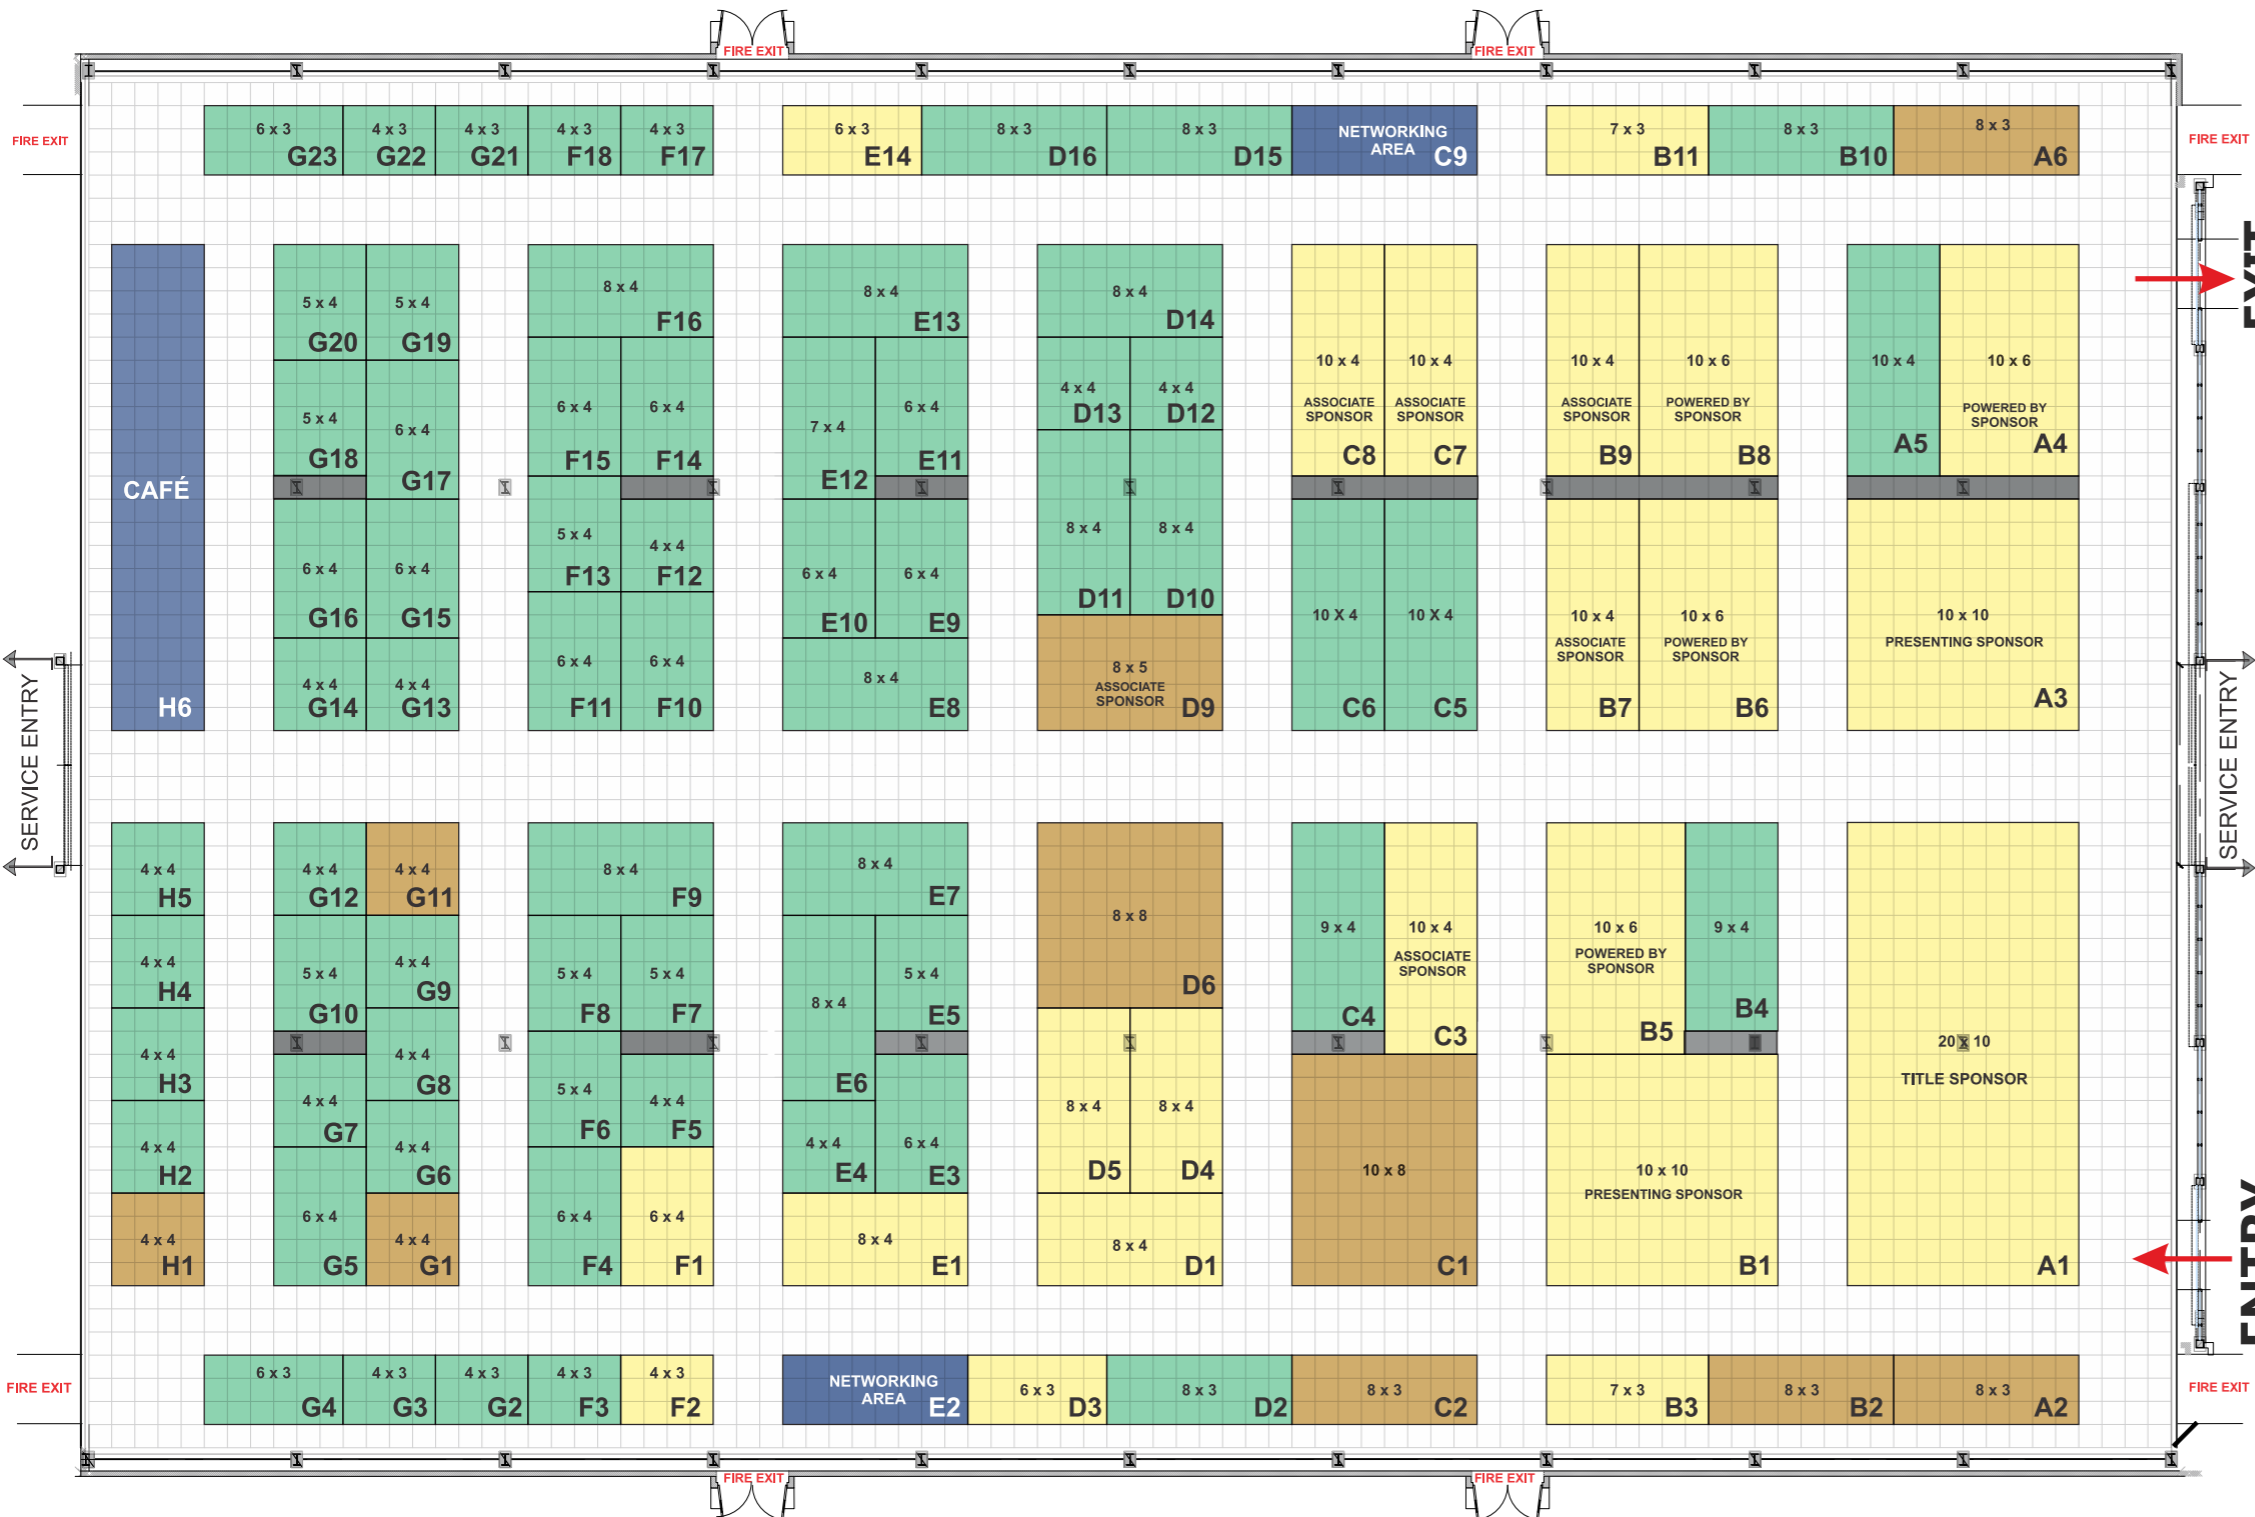 FIRE EXIT
FIRE EXIT
FIRE EXIT
6 x 3
G23
4 x 3
G22
4 x 3
G21
4 x 3
F18
4 x 3
F17
6 x 3
E14
8 x 3
D16
8 x 3
D15
NETWORKING
AREA C9
7 x 3
B11
8 x 3
B10
8 x 3
A6
FIRE EXIT
EXIT
CAFÉ
H6
5 x 4
G20
5 x 4
G19
5 x 4
G18
6 x 4
G17
6 x 4
G16
6 x 4
G15
4 x 4
G14
4 x 4
G13
8 x 4
F16
6 x 4
F15
6 x 4
F14
5 x 4
F13
4 x 4
F12
6 x 4
F11
6 x 4
F10
8 x 4
E13
7 x 4
E12
6 x 4
E11
6 x 4
E10
6 x 4
E9
8 x 4
E8
8 x 4
D14
4 x 4
D13
4 x 4
D12
8 x 4
D11
8 x 4
D10
8 x 5
ASSOCIATE
SPONSOR D9
10 x 4
ASSOCIATE
SPONSOR
C8
10 x 4
ASSOCIATE
SPONSOR
C7
10 X 4
C6
10 X 4
C5
10 x 4
ASSOCIATE
SPONSOR
B9
10 x 6
POWERED BY
SPONSOR
B8
10 x 4
ASSOCIATE
SPONSOR
B7
10 x 6
POWERED BY
SPONSOR
B6
10 x 4
A5
10 x 6
POWERED BY
SPONSOR
A4
10 x 10
PRESENTING SPONSOR
A3
SERVICE ENTRY
SERVICE ENTRY
4 x 4
H5
4 x 4
H4
4 x 4
H3
4 x 4
H2
4 x 4
H1
4 x 4
G12
4 x 4
G11
5 x 4
G10
4 x 4
G9
4 x 4
G8
4 x 4
G7
4 x 4
G6
6 x 4
G5
4 x 4
G1
8 x 4
F9
5 x 4
F8
5 x 4
F7
5 x 4
F6
4 x 4
F5
6 x 4
F4
6 x 4
F1
8 x 4
E7
8 x 4
E6
5 x 4
E5
4 x 4
E4
6 x 4
E3
8 x 4
E1
8 x 8
D6
8 x 4
D5
8 x 4
D4
8 x 4
D1
9 x 4
C4
10 x 4
ASSOCIATE
SPONSOR
C3
10 x 8
C1
10 x 6
POWERED BY
SPONSOR
B5
9 x 4
B4
10 x 10
PRESENTING SPONSOR
B1
20 x 10
TITLE SPONSOR
A1
ENTRY
FIRE EXIT
6 x 3
G4
4 x 3
G3
4 x 3
G2
4 x 3
F3
4 x 3
F2
NETWORKING
AREA E2
6 x 3
D3
8 x 3
D2
8 x 3
C2
7 x 3
B3
8 x 3
B2
8 x 3
A2
FIRE EXIT
FIRE EXIT
FIRE EXIT